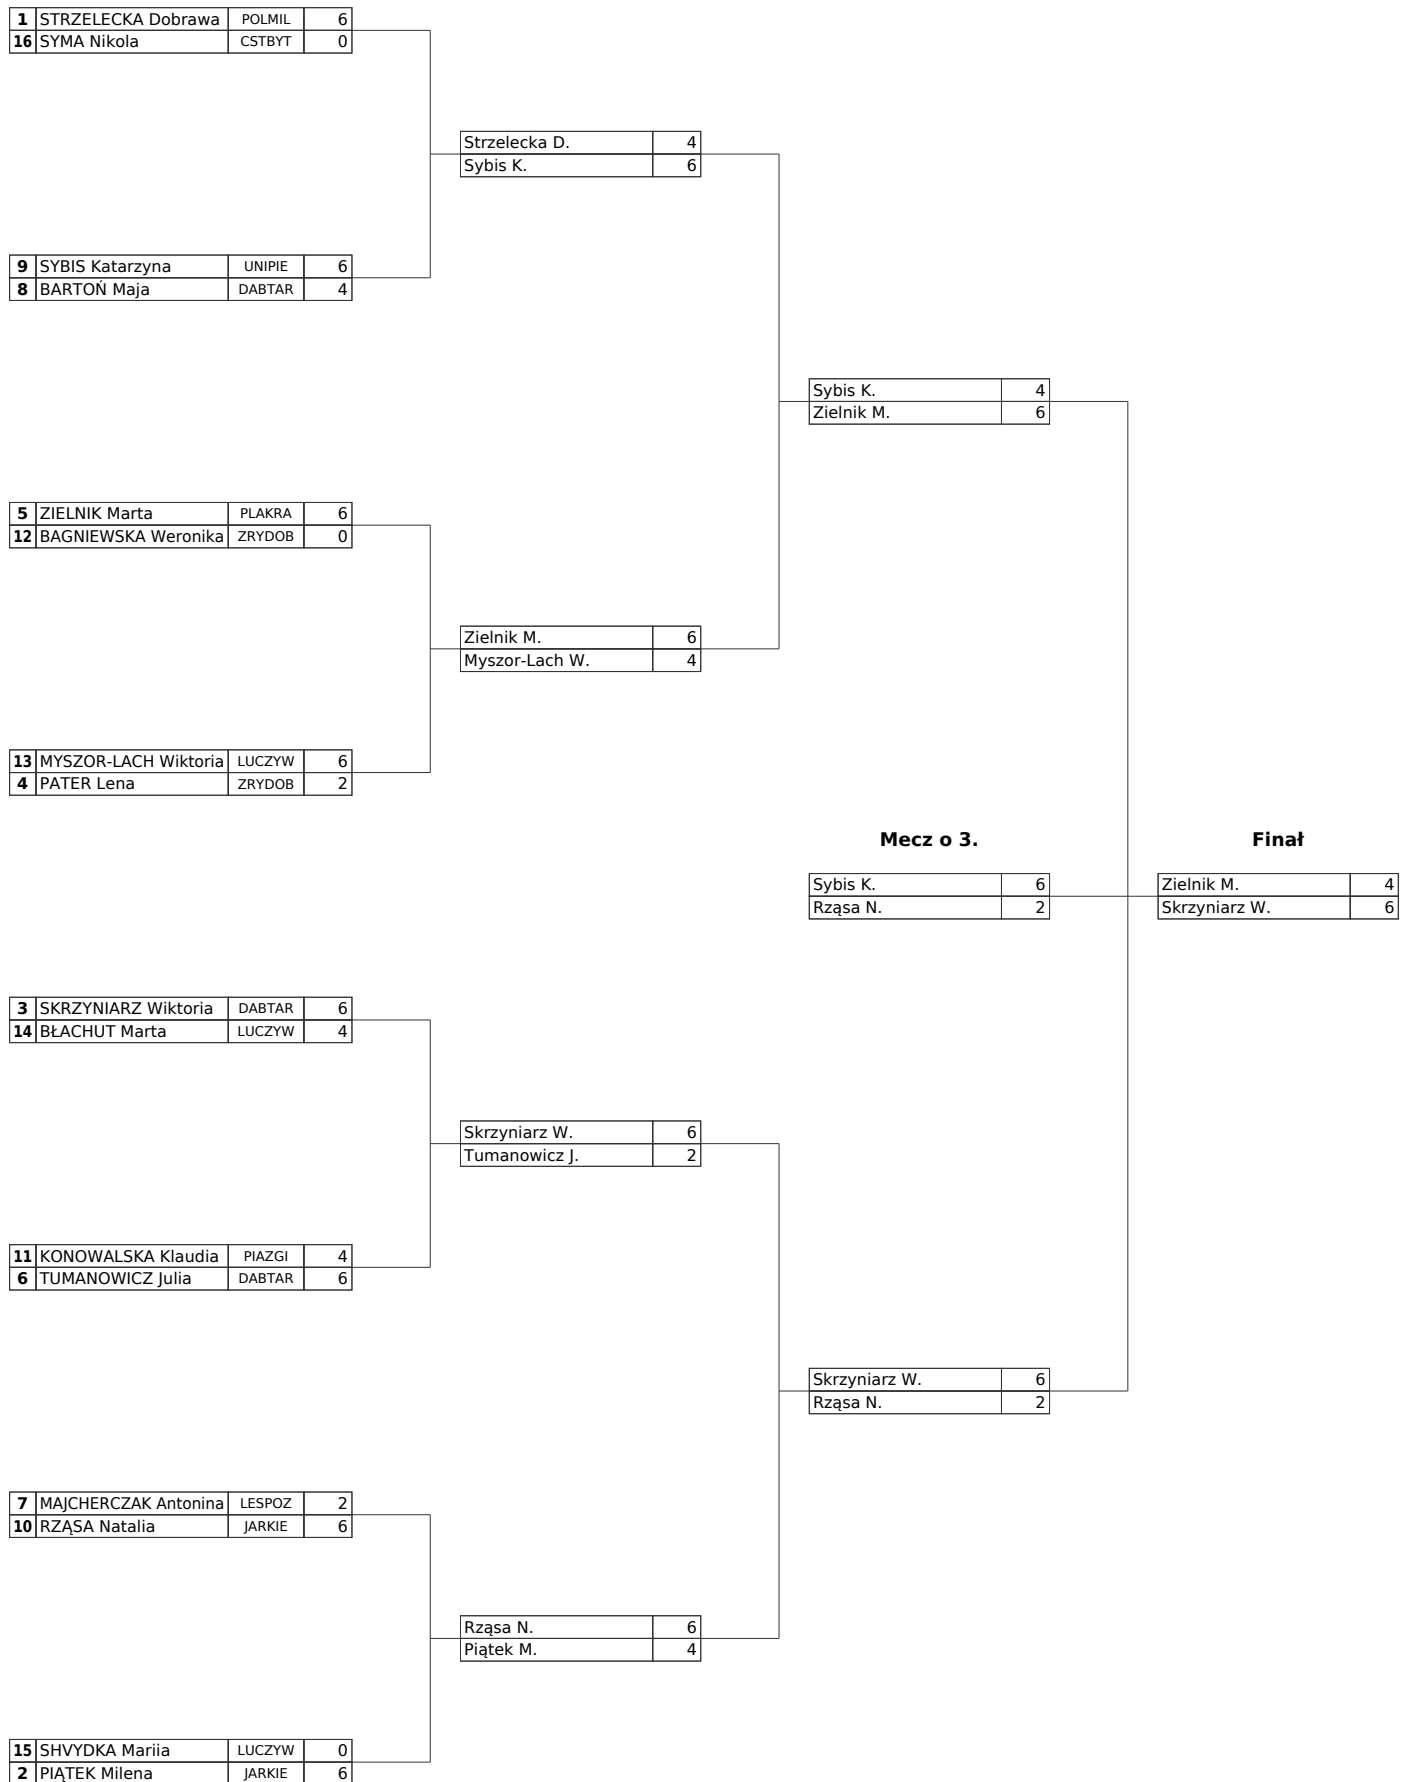 1 STRZELECKA Dobrawa POLMIL 6
16 SYMA Nikola CSTBYT 0
Strzelecka D. 4
Sybis K. 6
9 SYBIS Katarzyna UNIPIE 6
8 BARTOŃ Maja DABTAR 4
Sybis K. 4
Zielnik M. 6
5 ZIELNIK Marta PLAKRA 6
12 BAGNIEWSKA Weronika ZRYDOB 0
Zielnik M. 6
Myszor-Lach W. 4
13 MYSZOR-LACH Wiktoria LUCZYW 6
4 PATER Lena ZRYDOB 2
Mecz o 3. Finał
Sybis K. 6 Zielnik M. 4
Rząsa N. 2 Skrzyniarz W. 6
3 SKRZYNIARZ Wiktoria DABTAR 6
14 BŁACHUT Marta LUCZYW 4
Skrzyniarz W. 6
Tumanowicz J. 2
11 KONOWALSKA Klaudia PIAZGI 4
6 TUMANOWICZ Julia DABTAR 6
Skrzyniarz W. 6
Rząsa N. 2
7 MAJCHERCZAK Antonina LESPOZ 2
10 RZĄSA Natalia JARKIE 6
Rząsa N. 6
Piątek M. 4
15 SHVYDKA Mariia LUCZYW 0
2 PIĄTEK Milena JARKIE 6